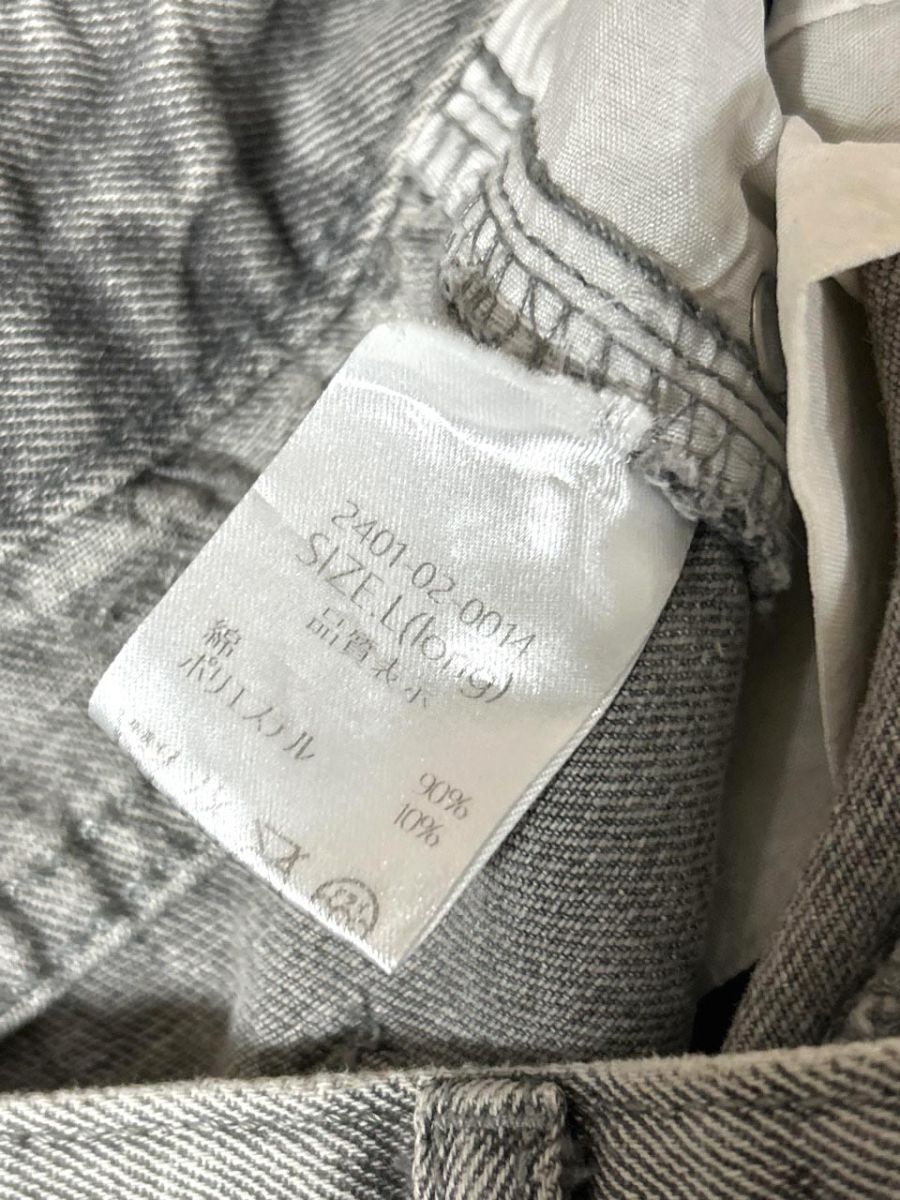 2401-02-0014
SIZE.L(long)
品質表示
綿 90%
ポリエステル 10%